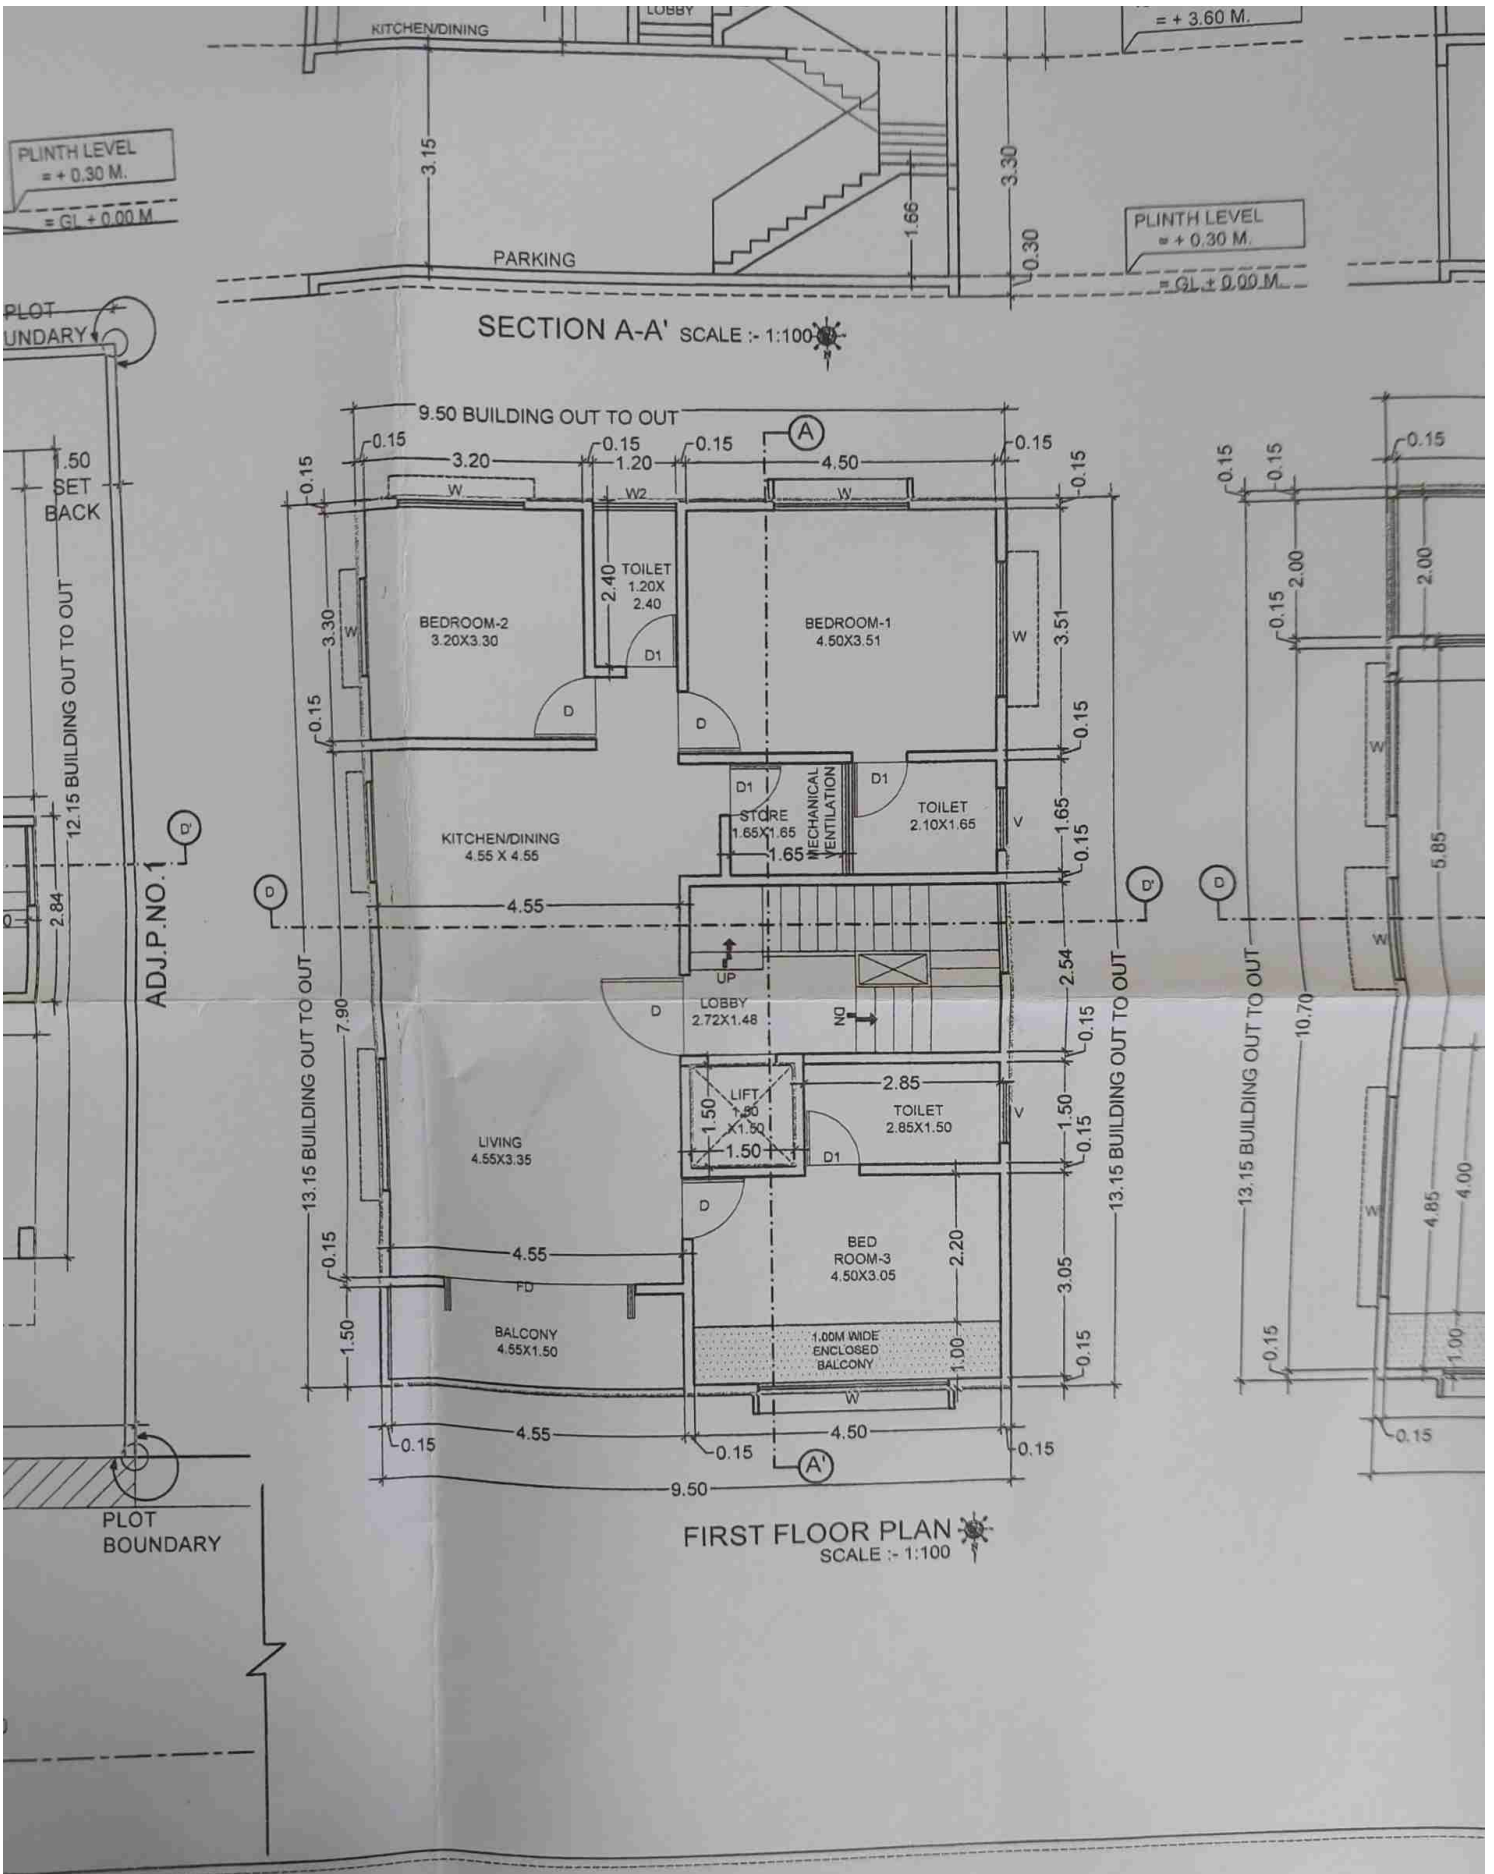 KITCHEN/DINING
LOBBY
= + 3.60 M.
PLINTH LEVEL
= + 0.30 M.
= GL + 0.00 M.
3.15
1.66
3.30
0.30
PARKING
PLINTH LEVEL
= + 0.30 M.
= GL + 0.00 M.
SECTION A-A' SCALE :- 1:100
N
PLOT
UNDARY
1.50
SET
BACK
12.15 BUILDING OUT TO OUT
2.84
ADJ.P.NO.1
D'
PLOT
BOUNDARY
9.50 BUILDING OUT TO OUT
A
0.15
0.15
0.15
0.15
3.20
1.20
4.50
0.15
0.15
W
W2
W
13.15 BUILDING OUT TO OUT
3.30
0.15
7.90
0.15
1.50
W
BEDROOM-2
3.20X3.30
2.40
TOILET
1.20X
2.40
D1
BEDROOM-1
4.50X3.51
W
3.51
D
D
0.15
KITCHEN/DINING
4.55 X 4.55
D1
STORE
1.65X1.65
1.65
MECHANICAL
VENTILATION
D1
TOILET
2.10X1.65
V
1.65
0.15
D
4.55
D'
UP
D
LOBBY
2.72X1.48
DN
2.54
0.15
13.15 BUILDING OUT TO OUT
LIVING
4.55X3.35
1.50
LIFT
1.50
X1.50
1.50
2.85
TOILET
2.85X1.50
D1
V
1.50
0.15
D
4.55
BED
ROOM-3
4.50X3.05
2.20
3.05
FD
BALCONY
4.55X1.50
1.00M WIDE
ENCLOSED
BALCONY
1.00
0.15
W
0.15
4.55
0.15
4.50
0.15
A'
9.50
FIRST FLOOR PLAN
SCALE :- 1:100
N
0.15
0.15
0.15
2.00
2.00
0.15
W
5.85
D
W
13.15 BUILDING OUT TO OUT
10.70
W
4.85
4.00
0.15
1.00
0.15